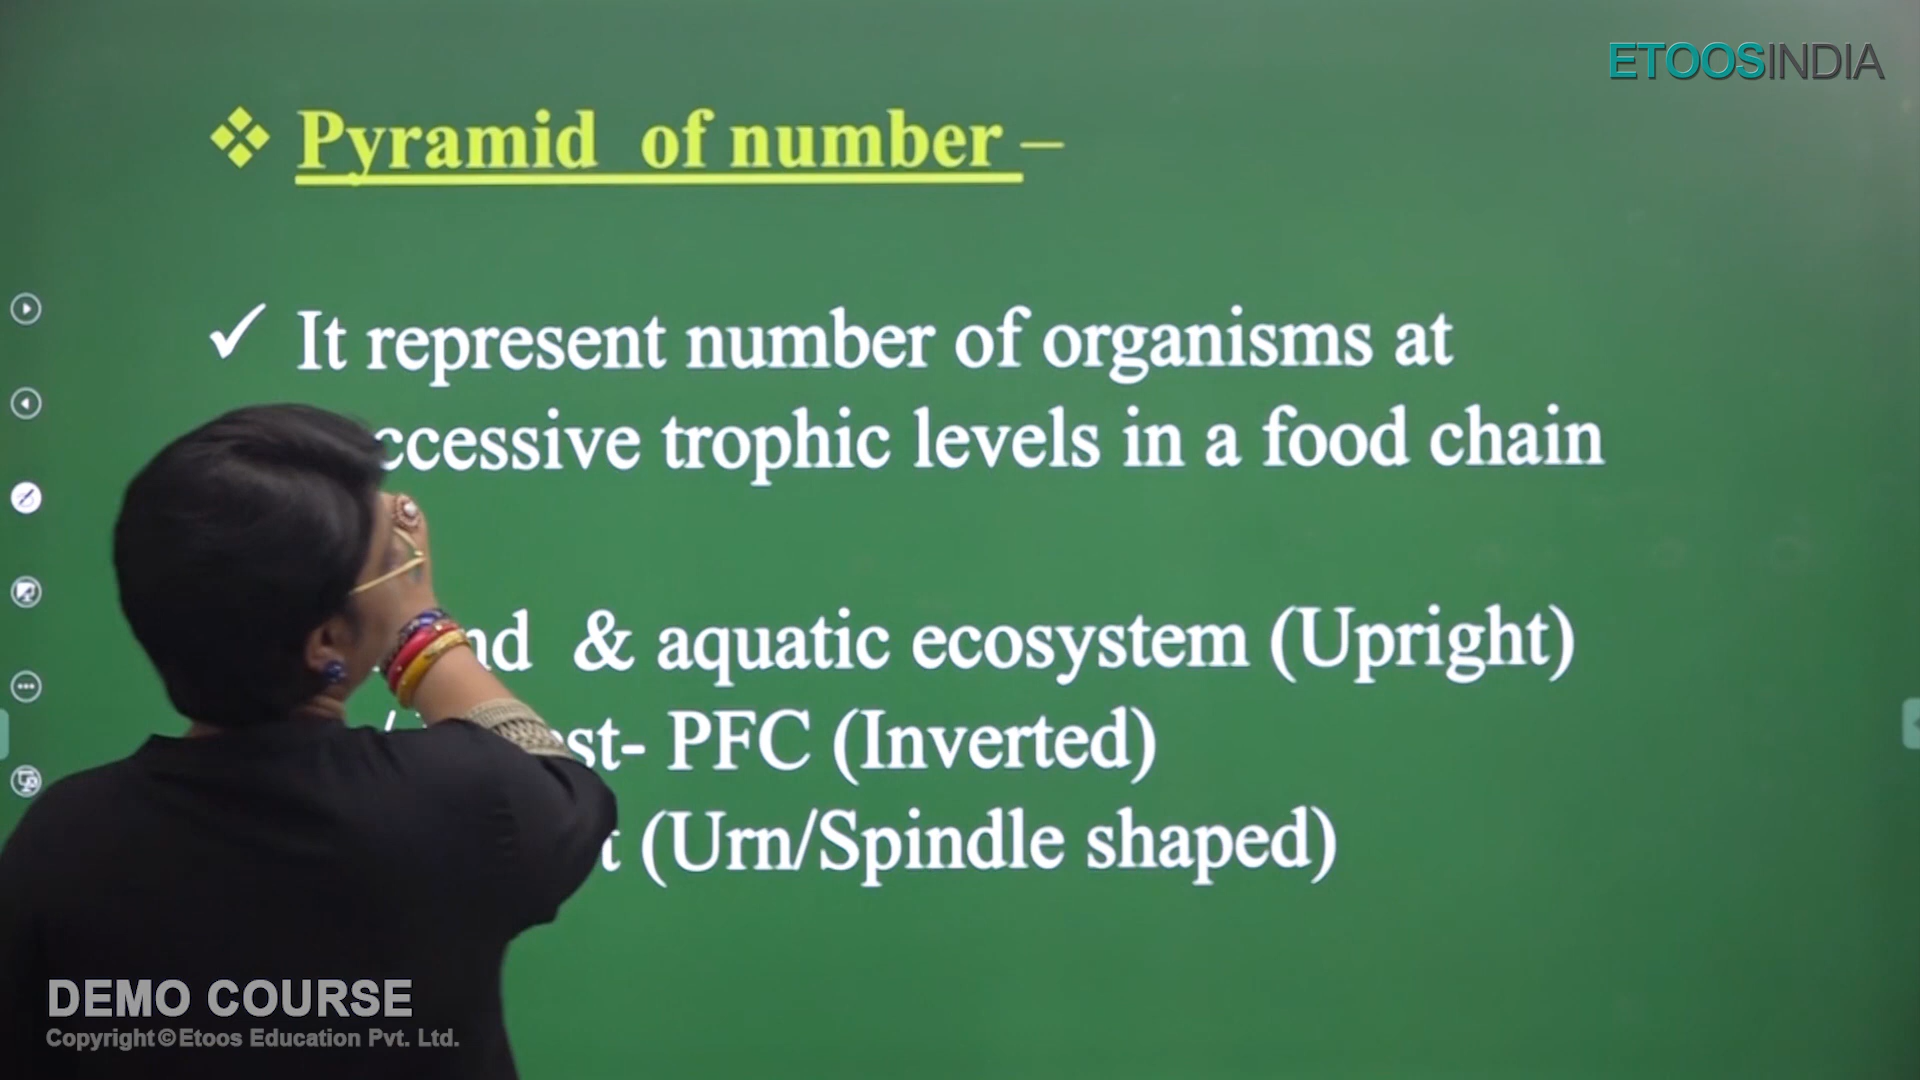 ETOOSINDIA
❖ Pyramid of number –
✓ It represent number of organisms at
ccessive trophic levels in a food chain
nd & aquatic ecosystem (Upright)
st- PFC (Inverted)
t (Urn/Spindle shaped)
DEMO COURSE
Copyright©Etoos Education Pvt. Ltd.